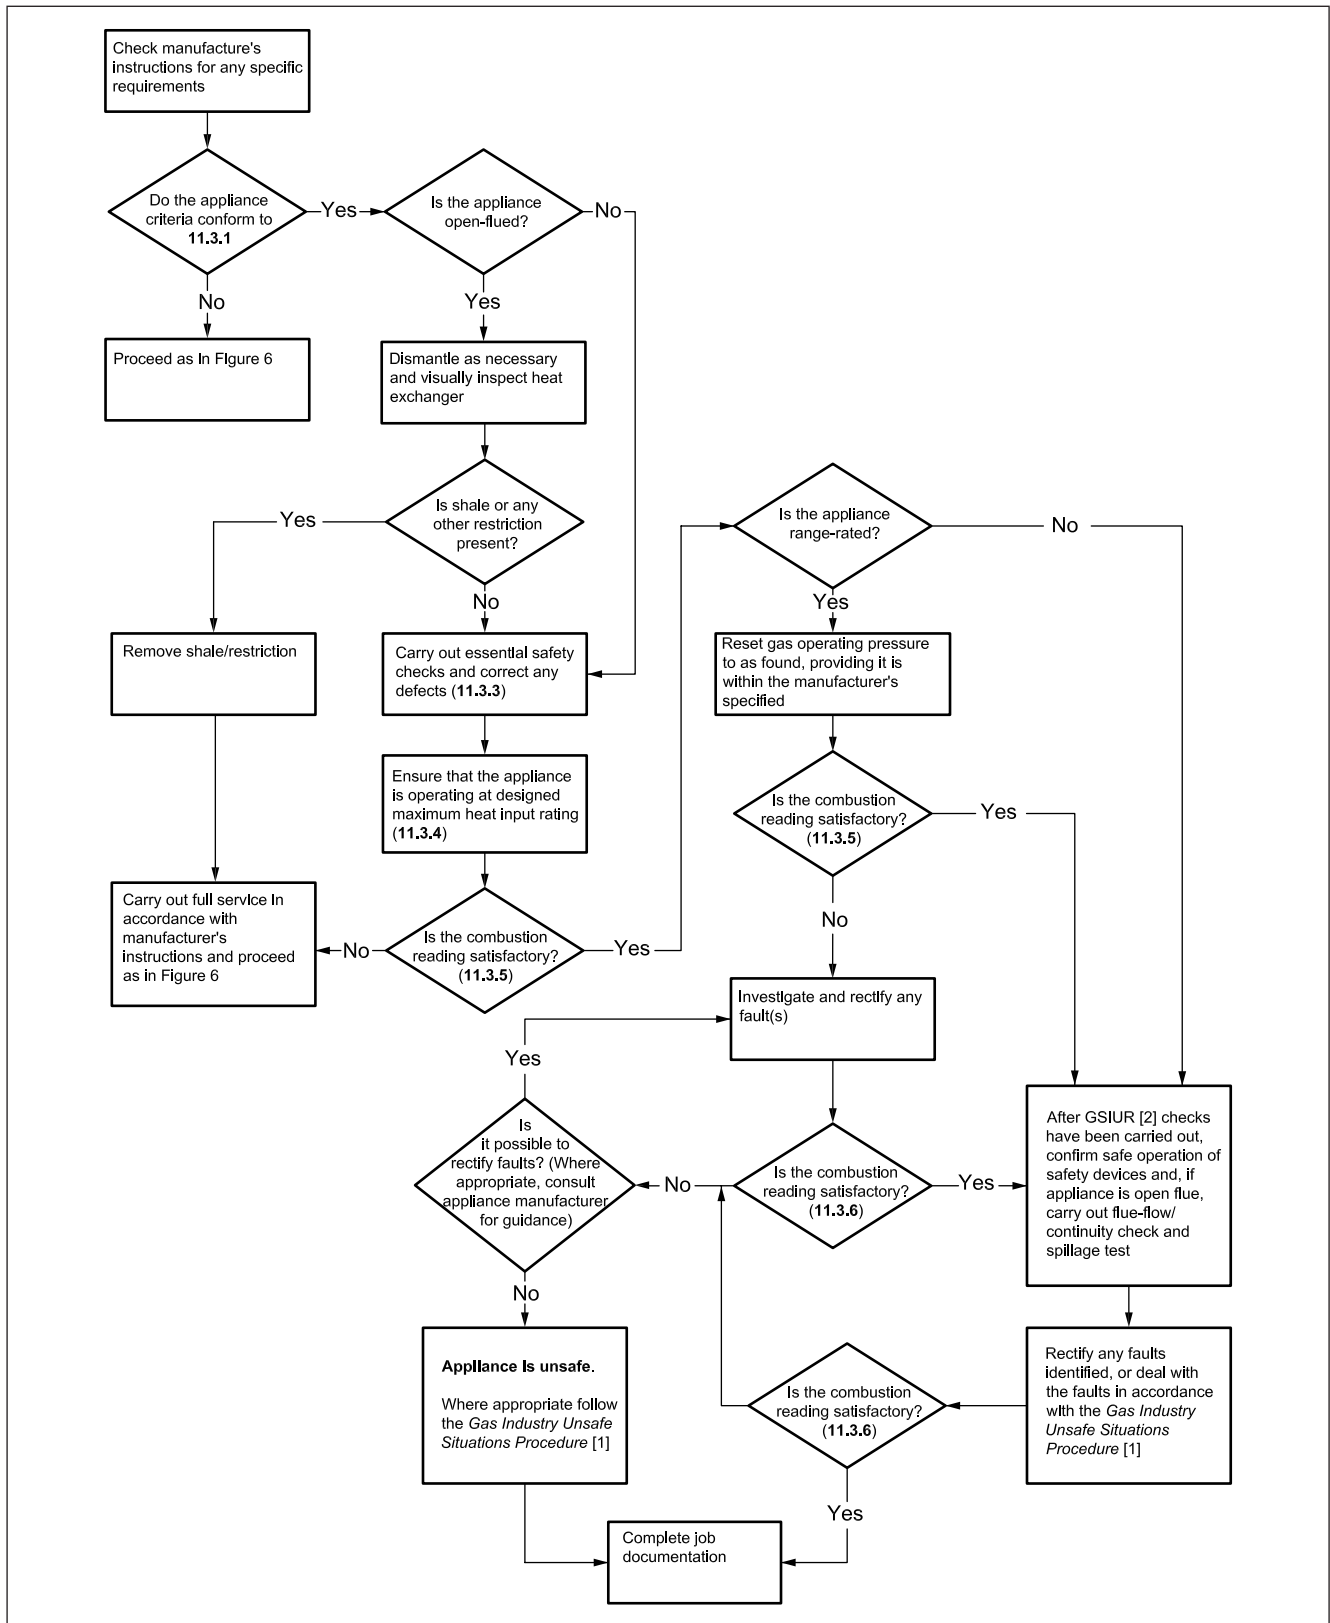 Check manufacture's
instructions for any specific
requirements
Do the appliance
criteria conform to
11.3.1
Yes
Is the appliance
open-flued?
No
No
Yes
Proceed as in Figure 6
Dismantle as necessary
and visually inspect heat
exchanger
Is shale or any
other restriction
present?
Yes
No
Is the appliance
range-rated?
No
Yes
Remove shale/restriction
Carry out essential safety
checks and correct any
defects (11.3.3)
Reset gas operating pressure
to as found, providing it is
within the manufacturer's
specified
Ensure that the appliance
is operating at designed
maximum heat input rating
(11.3.4)
Is the combustion
reading satisfactory?
(11.3.5)
Yes
No
Carry out full service in
accordance with
manufacturer's
instructions and proceed
as in Figure 6
No
Is the combustion
reading satisfactory?
(11.3.5)
Yes
Investigate and rectify any
fault(s)
Yes
Is
it possible to
rectify faults? (Where
appropriate, consult
appliance manufacturer
for guidance)
No
Is the combustion
reading satisfactory?
(11.3.6)
Yes
After GSIUR [2] checks
have been carried out,
confirm safe operation of
safety devices and, if
appliance is open flue,
carry out flue-flow/
continuity check and
spillage test
No
Appliance is unsafe.
Where appropriate follow
the Gas Industry Unsafe
Situations Procedure [1]
Is the combustion
reading satisfactory?
(11.3.6)
Rectify any faults
identified, or deal with
the faults in accordance
with the Gas Industry
Unsafe Situations
Procedure [1]
Yes
Complete job
documentation